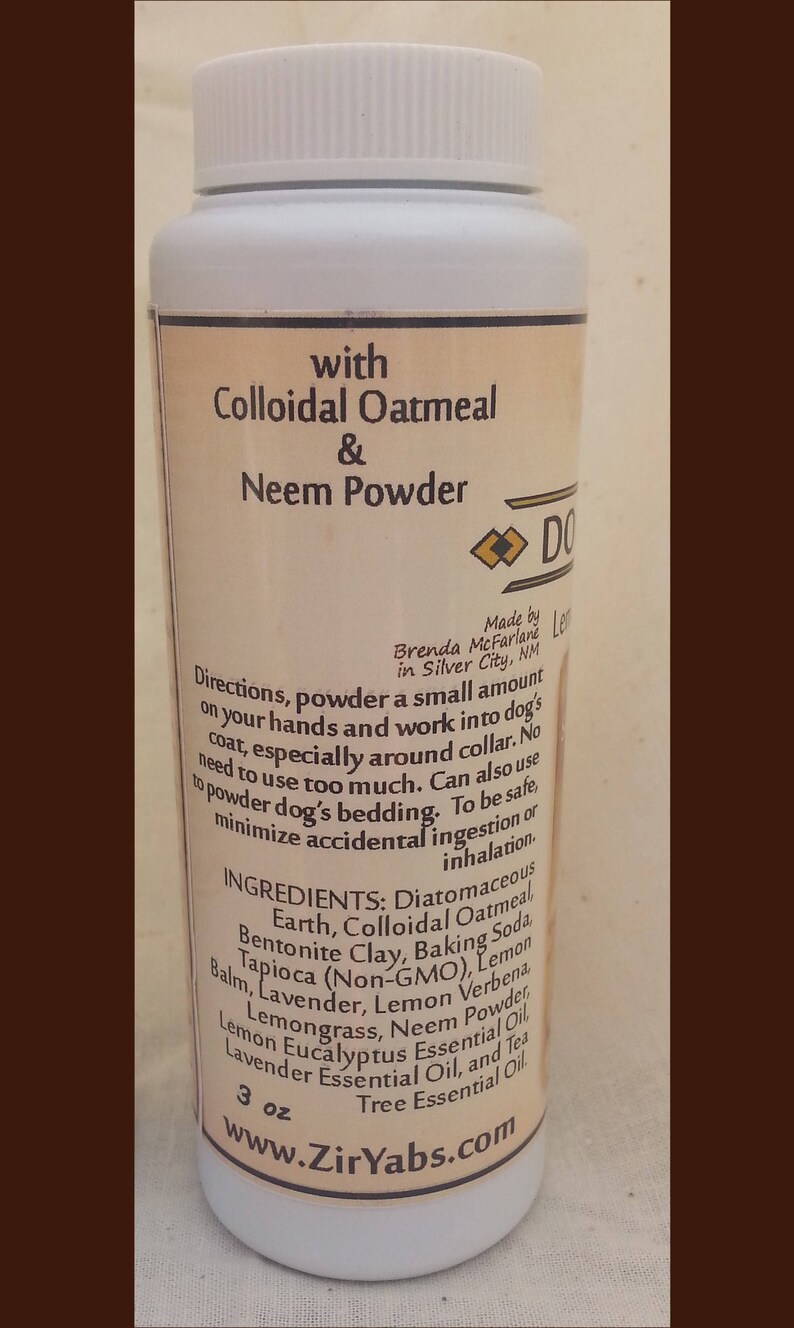 with
Colloidal Oatmeal
&
Neem Powder
DO
Made by
Brenda McFarlane
in Silver City, NM
Lem
Directions, powder a small amount
on your hands and work into dog's
coat, especially around collar. No
need to use too much. Can also use
to powder dog's bedding. To be safe,
minimize accidental ingestion or
inhalation.
INGREDIENTS: Diatomaceous
Earth, Colloidal Oatmeal,
Bentonite Clay, Baking Soda,
Tapioca (Non-GMO), Lemon
Balm, Lavender, Lemon Verbena,
Lemongrass, Neem Powder,
Lemon Eucalyptus Essential Oil,
Lavender Essential Oil, and Tea
Tree Essential Oil.
3 oz
www.ZirYabs.com